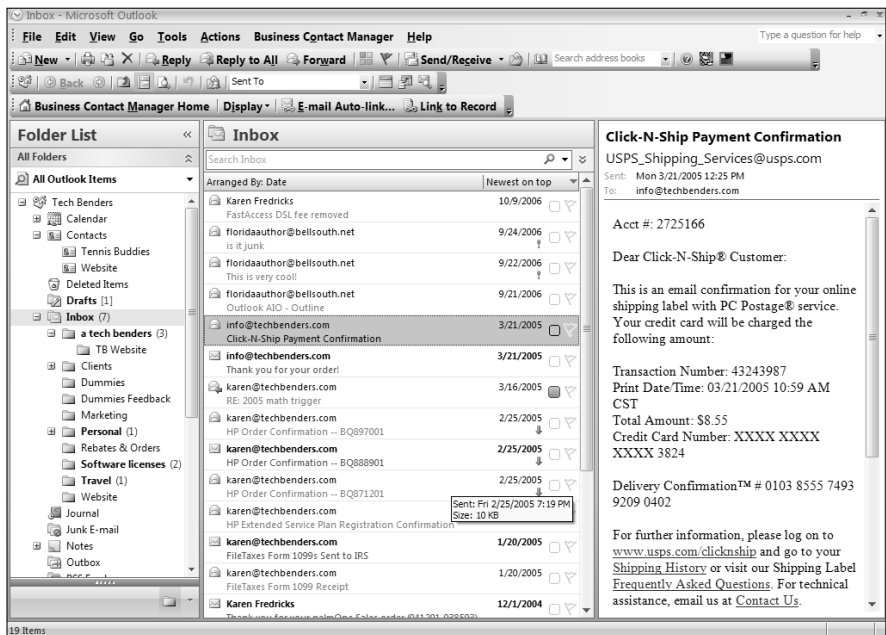 Inbox - Microsoft Outlook
File Edit View Go Tools Actions Business Contact Manager Help Type a question for help
New Reply Reply to All Forward Send/Receive Search address books
Back Sent To
Business Contact Manager Home Display E-mail Auto-link... Link to Record
Folder List «
All Folders
All Outlook Items
Tech Benders
Calendar
Contacts
Tennis Buddies
Website
Deleted Items
Drafts [1]
Inbox (7)
a tech benders (3)
TB Website
Clients
Dummies
Dummies Feedback
Marketing
Personal (1)
Rebates & Orders
Software licenses (2)
Travel (1)
Website
Journal
Junk E-mail
Notes
Outbox
Inbox
Search Inbox
Arranged By: Date Newest on top
Karen Fredricks 10/9/2006
FastAccess DSL fee removed
floridaauthor@bellsouth.net 9/24/2006
is it junk
floridaauthor@bellsouth.net 9/22/2006
This is very cool!
floridaauthor@bellsouth.net 9/21/2006
Outlook AIO - Outline
info@techbenders.com 3/21/2005
Click-N-Ship Payment Confirmation
info@techbenders.com 3/21/2005
Thank you for your order!
karen@techbenders.com 3/16/2005
RE: 2005 math trigger
karen@techbenders.com 2/25/2005
HP Order Confirmation -- BQ897001
karen@techbenders.com 2/25/2005
HP Order Confirmation -- BQ888901
karen@techbenders.com 2/25/2005
HP Order Confirmation -- BQ871201
Sent: Fri 2/25/2005 7:19 PM
Size: 10 KB
karen@techbenders.com
HP Extended Service Plan Registration Confirmation
karen@techbenders.com 1/20/2005
FileTaxes Form 1099s Sent to IRS
karen@techbenders.com 1/20/2005
FileTaxes Form 1099 Receipt
Karen Fredricks 12/1/2004
Thank you for your palmOne Sales order
Click-N-Ship Payment Confirmation
USPS_Shipping_Services@usps.com
Sent: Mon 3/21/2005 12:25 PM
To: info@techbenders.com
Acct #: 2725166
Dear Click-N-Ship® Customer:
This is an email confirmation for your online
shipping label with PC Postage® service.
Your credit card will be charged the
following amount:
Transaction Number: 43243987
Print Date/Time: 03/21/2005 10:59 AM
CST
Total Amount: $8.55
Credit Card Number: XXXX XXXX
XXXX 3824
Delivery Confirmation™ # 0103 8555 7493
9209 0402
For further information, please log on to
www.usps.com/clicknship and go to your
Shipping History or visit our Shipping Label
Frequently Asked Questions. For technical
assistance, email us at Contact Us.
19 Items